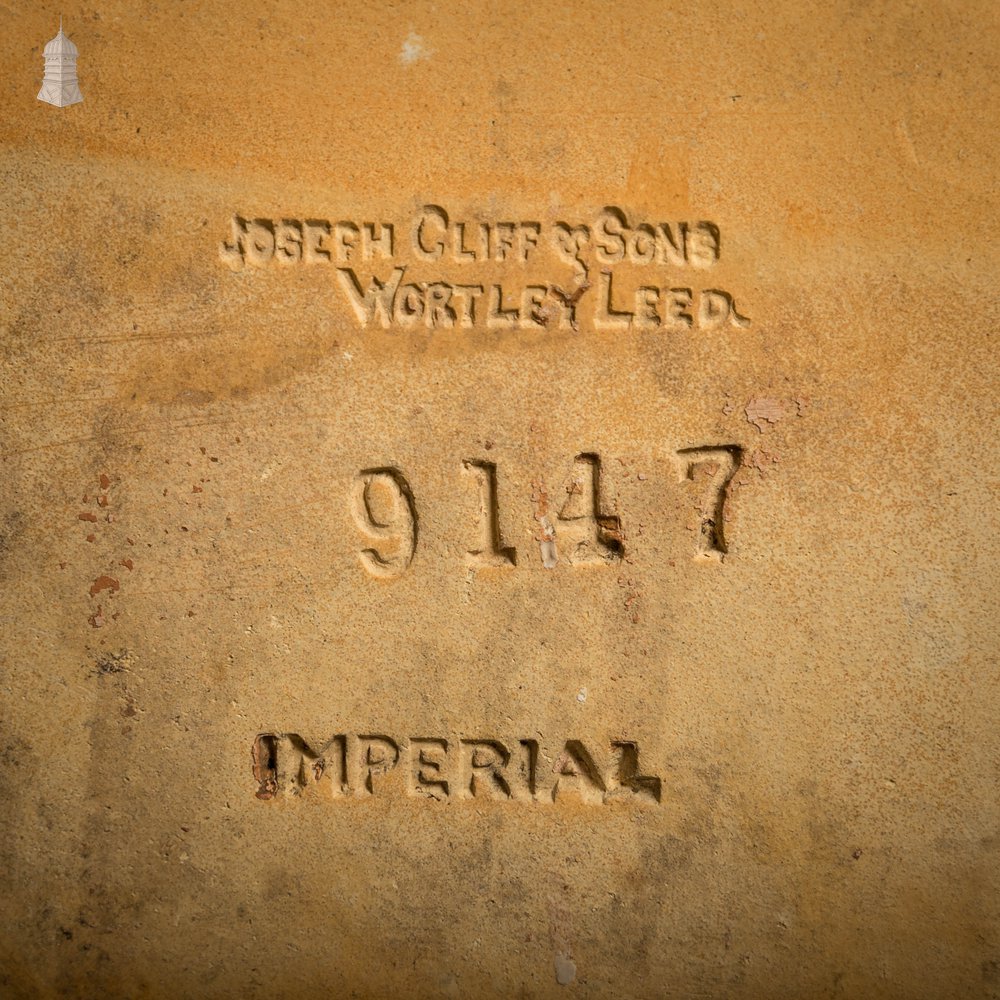 JOSEPH CLIFF & SONS
WORTLEY LEEDS
9147
IMPERIAL